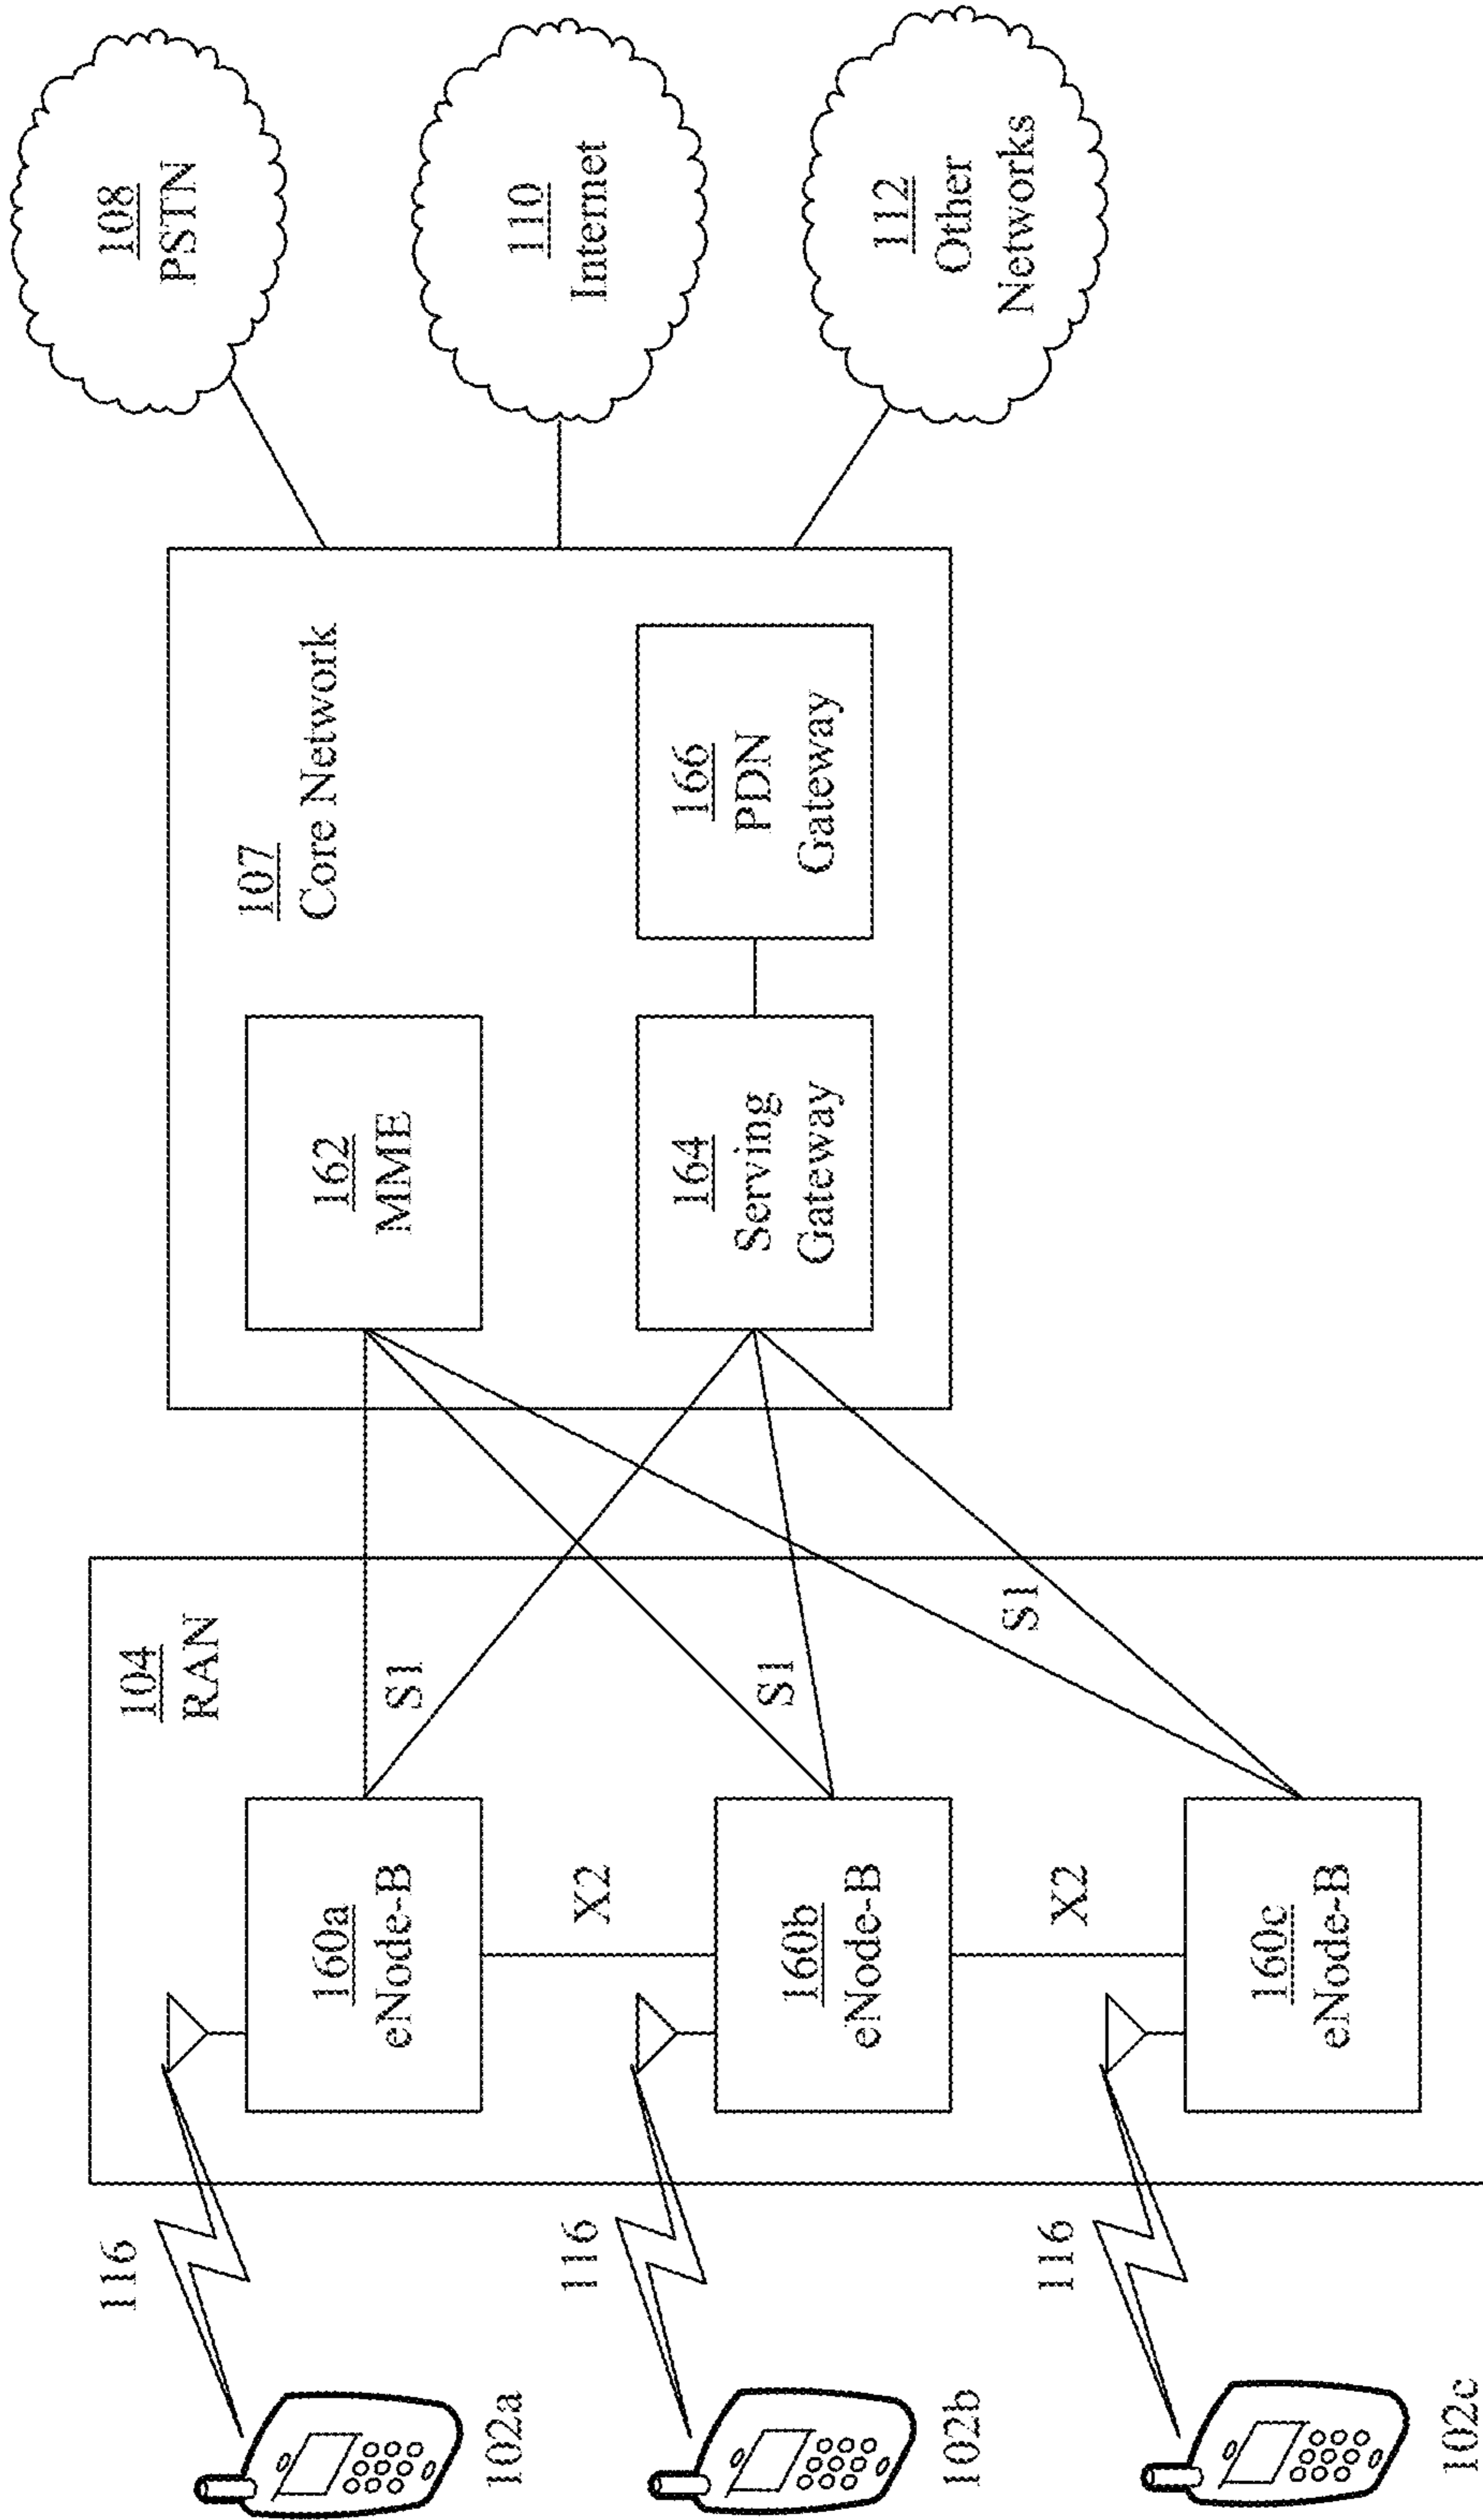 116
102a
116
102b
116
102c
104
RAN
160a
eNode-B
X2
160b
eNode-B
X2
160c
eNode-B
S1
S1
S1
107
Core Network
162
MME
164
Serving
Gateway
166
PDN
Gateway
108
PSTN
110
Internet
112
Other
Networks